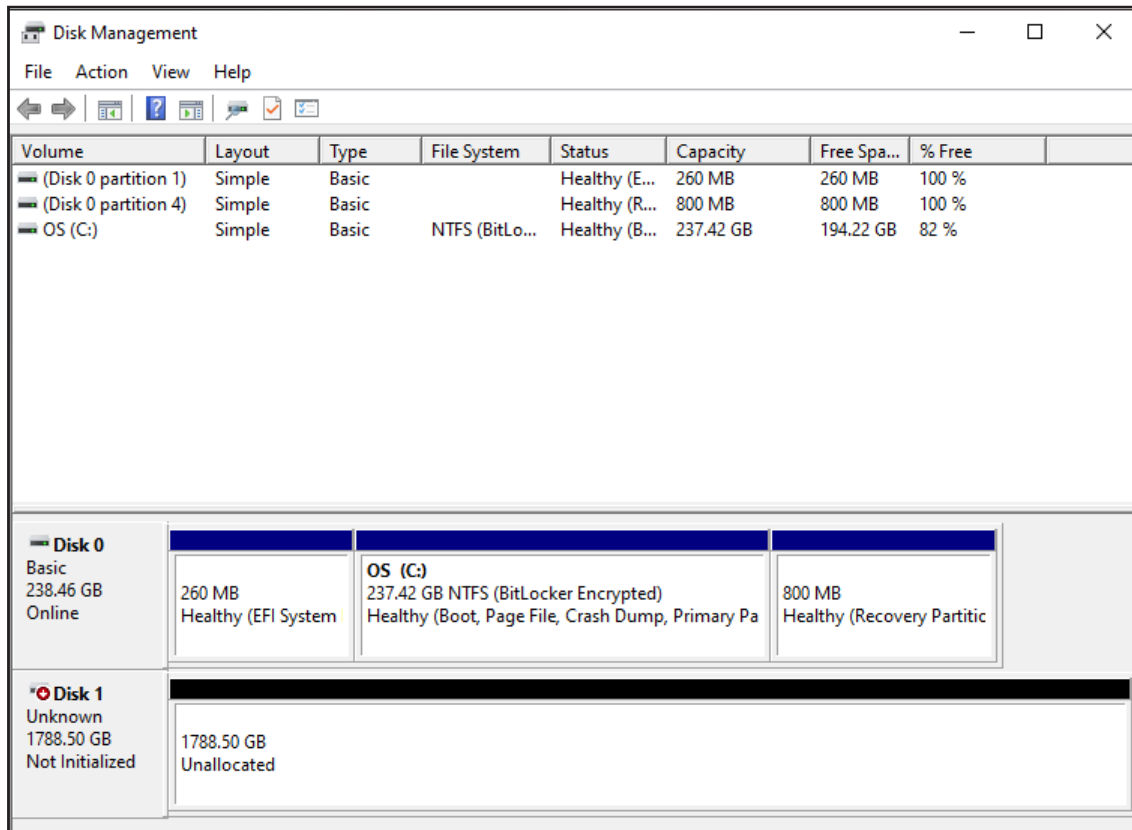 Disk Management
File Action View Help
Volume Layout Type File System Status Capacity Free Spa... % Free
(Disk 0 partition 1) Simple Basic Healthy (E... 260 MB 260 MB 100 %
(Disk 0 partition 4) Simple Basic Healthy (R... 800 MB 800 MB 100 %
OS (C:) Simple Basic NTFS (BitLo... Healthy (B... 237.42 GB 194.22 GB 82 %
Disk 0
Basic
238.46 GB
Online
260 MB
Healthy (EFI System
OS (C:)
237.42 GB NTFS (BitLocker Encrypted)
Healthy (Boot, Page File, Crash Dump, Primary Pa
800 MB
Healthy (Recovery Partitic
Disk 1
Unknown
1788.50 GB
Not Initialized
1788.50 GB
Unallocated